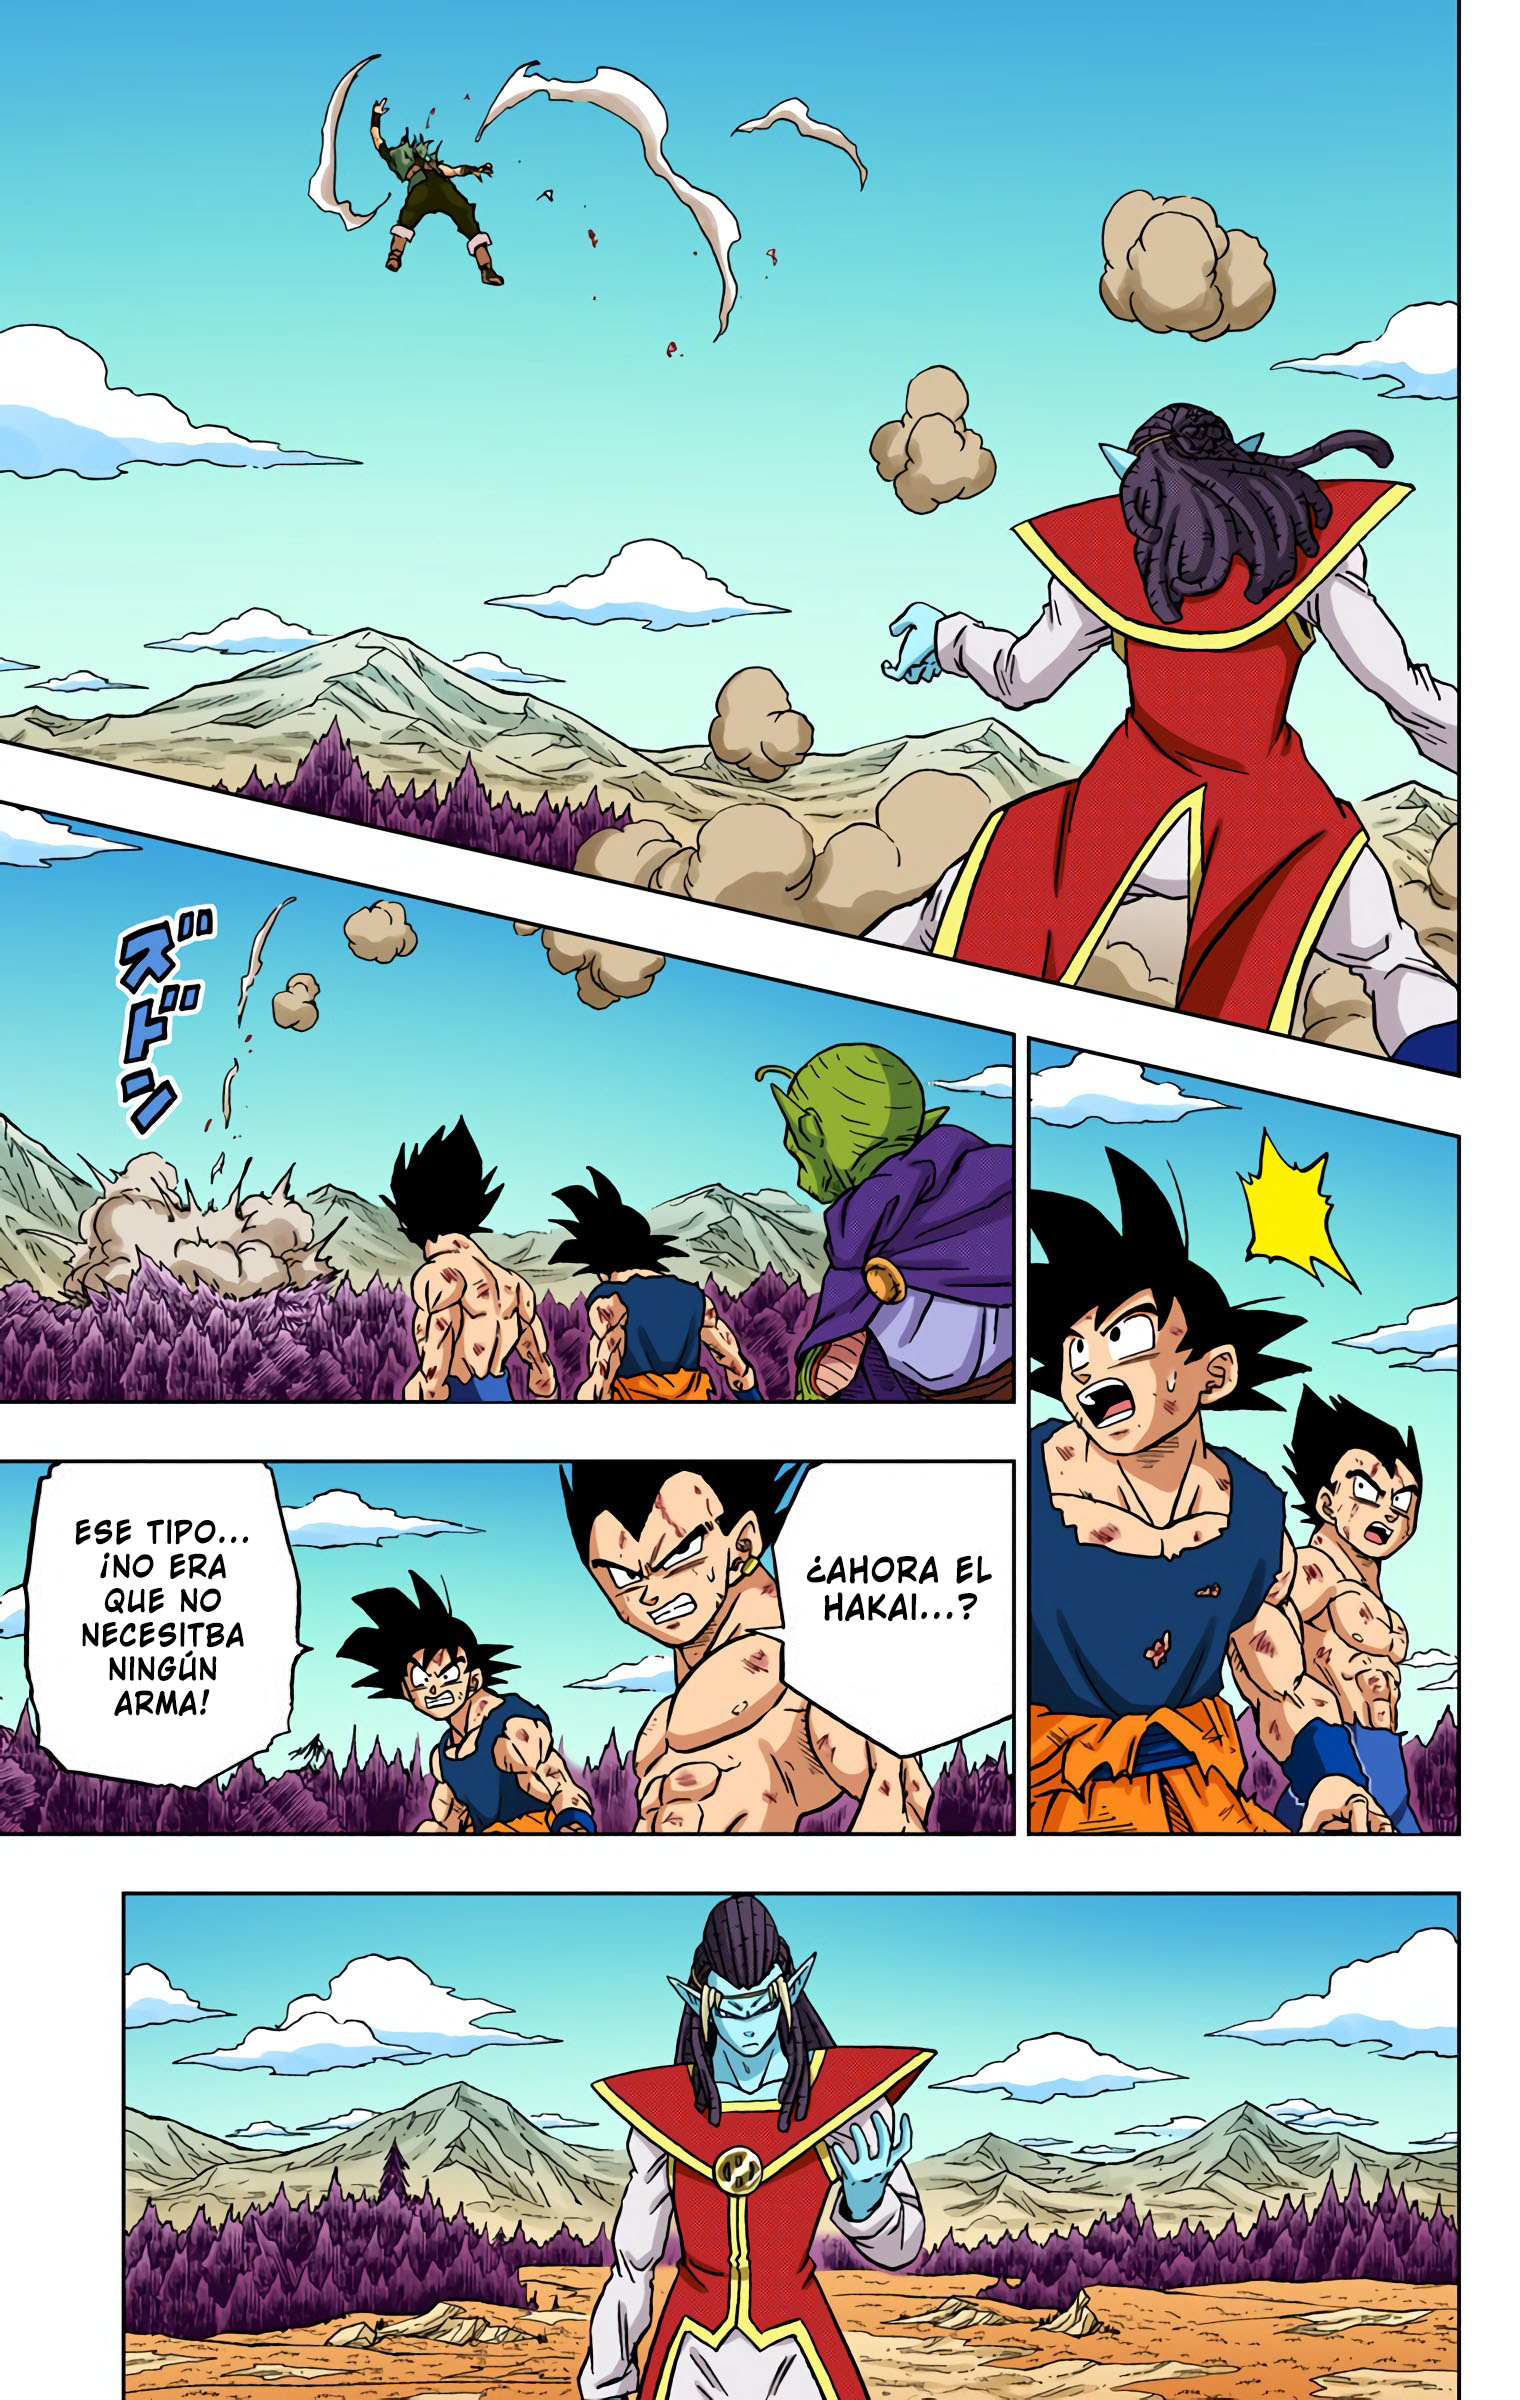 ズドン
¿AHORA EL
HAKAI...?
ESE TIPO...
¡NO ERA
QUE NO
NECESITBA
NINGÚN
ARMA!